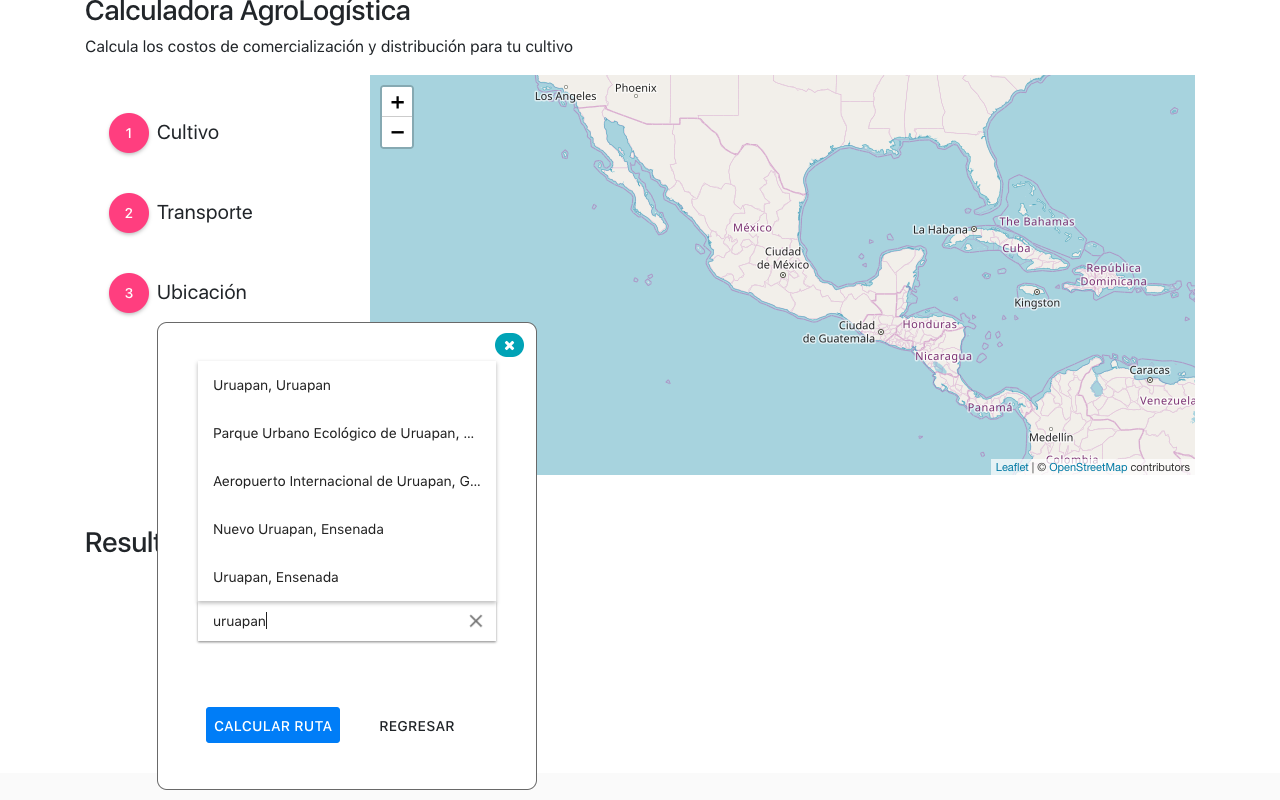 Calculadora AgroLogística
Calcula los costos de comercialización y distribución para tu cultivo
1 Cultivo
2 Transporte
3 Ubicación
+
−
Los Angeles
Phoenix
México
Ciudad
de México
La Habana
The Bahamas
Cuba
República
Dominicana
Kingston
Ciudad
de Guatemala
Honduras
Nicaragua
Panamá
Caracas
Venezuela
Medellín
Colombia
Leaflet | © OpenStreetMap contributors
Uruapan, Uruapan
Parque Urbano Ecológico de Uruapan, ...
Aeropuerto Internacional de Uruapan, G...
Nuevo Uruapan, Ensenada
Uruapan, Ensenada
Result
uruapan
CALCULAR RUTA
REGRESAR